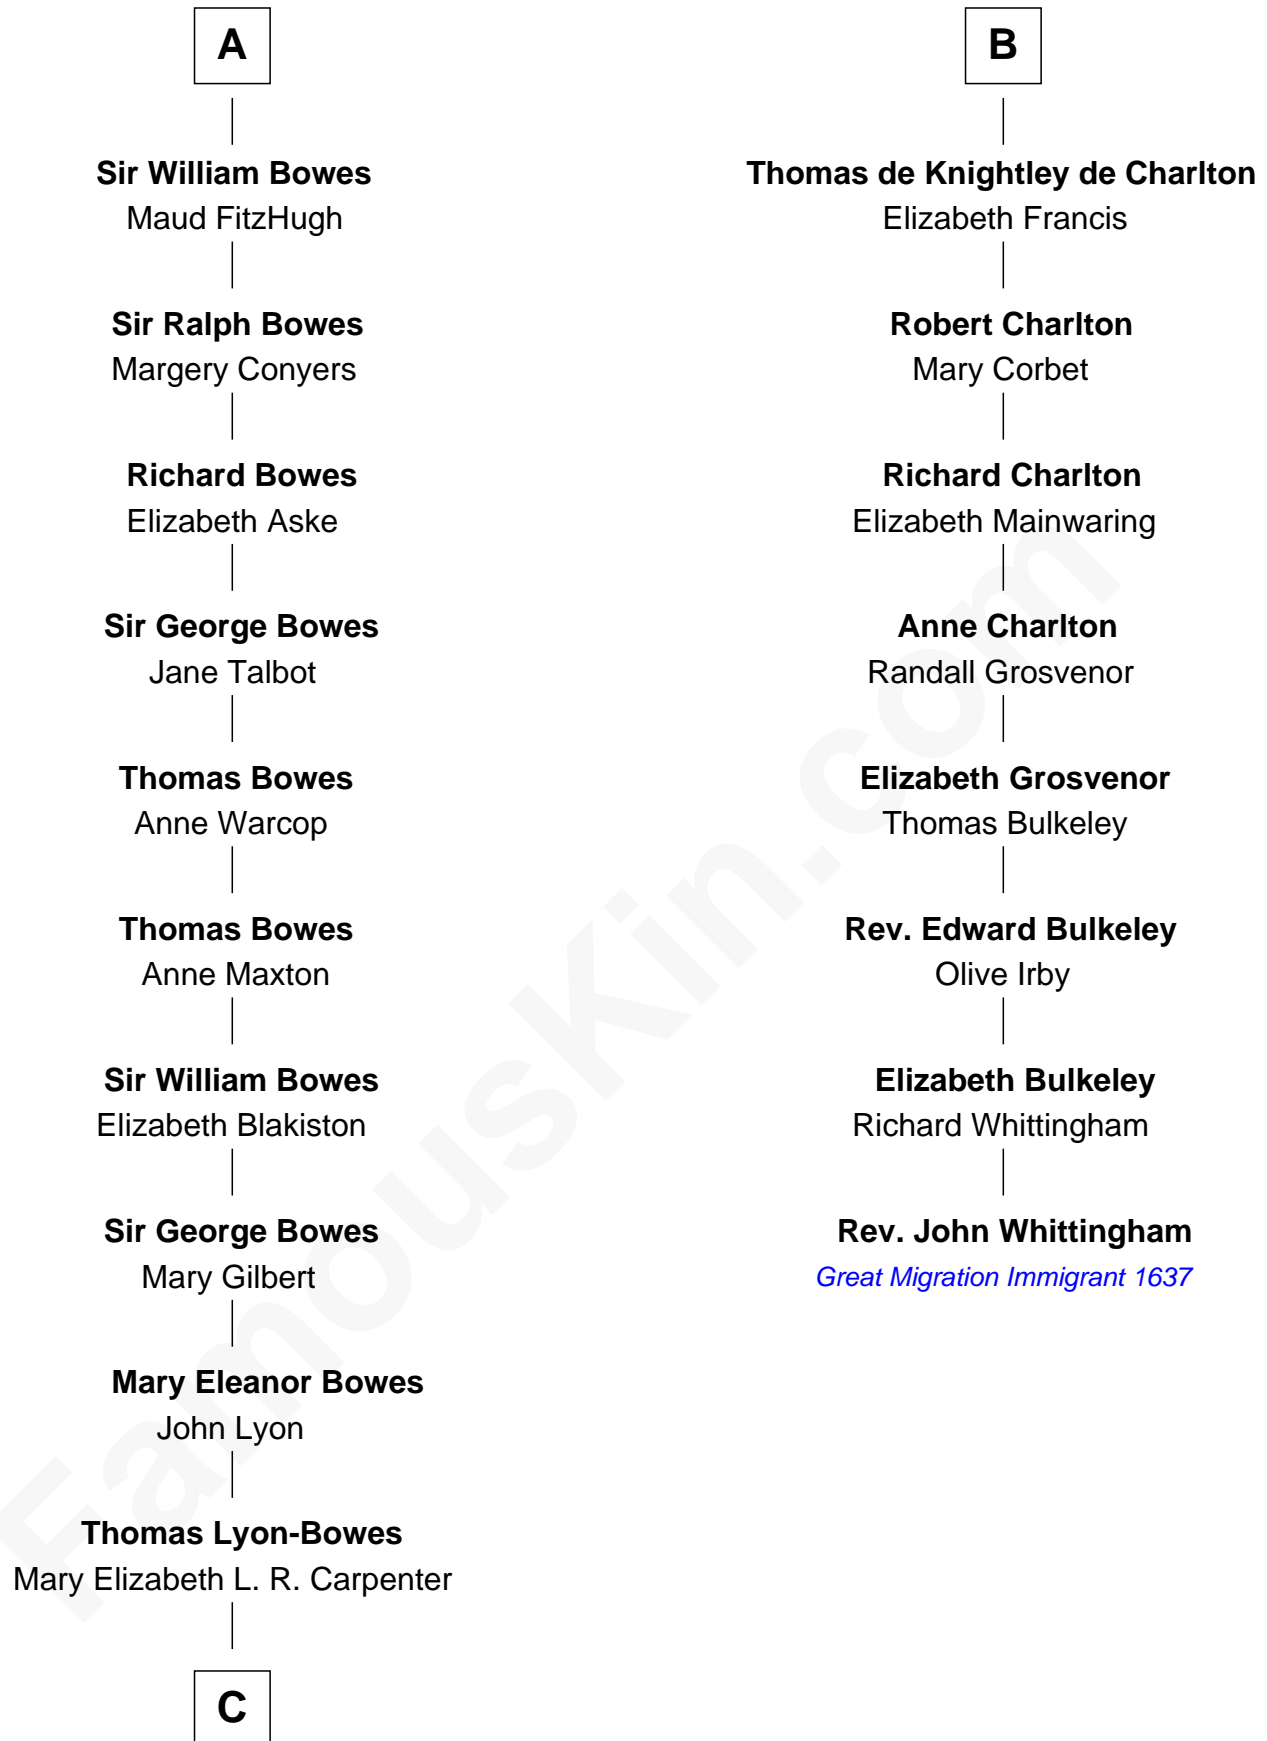 A
Sir William Bowes
Maud FitzHugh
Sir Ralph Bowes
Margery Conyers
Richard Bowes
Elizabeth Aske
Sir George Bowes
Jane Talbot
Thomas Bowes
Anne Warcop
Thomas Bowes
Anne Maxton
Sir William Bowes
Elizabeth Blakiston
Sir George Bowes
Mary Gilbert
Mary Eleanor Bowes
John Lyon
Thomas Lyon-Bowes
Mary Elizabeth L. R. Carpenter
C
B
Thomas de Knightley de Charlton
Elizabeth Francis
Robert Charlton
Mary Corbet
Richard Charlton
Elizabeth Mainwaring
Anne Charlton
Randall Grosvenor
Elizabeth Grosvenor
Thomas Bulkeley
Rev. Edward Bulkeley
Olive Irby
Elizabeth Bulkeley
Richard Whittingham
Rev. John Whittingham
Great Migration Immigrant 1637
FamousKin.com